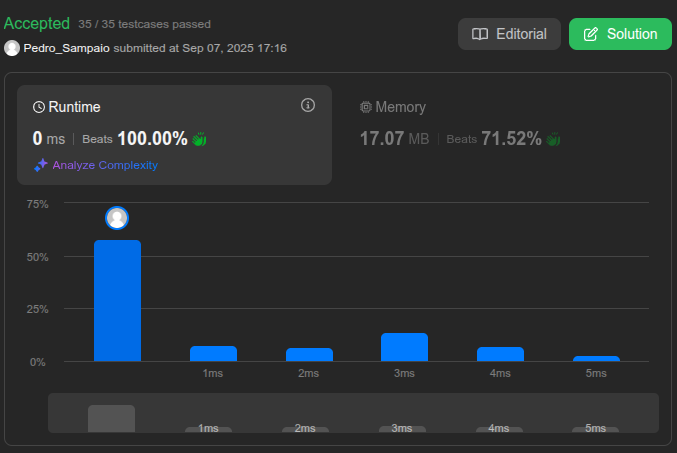 Accepted 35 / 35 testcases passed
Pedro_Sampaio submitted at Sep 07, 2025 17:16
Editorial
Solution
Runtime
0 ms | Beats 100.00%
Analyze Complexity
Memory
17.07 MB | Beats 71.52%
75%
50%
25%
0%
1ms 2ms 3ms 4ms 5ms
1ms 2ms 3ms 4ms 5ms